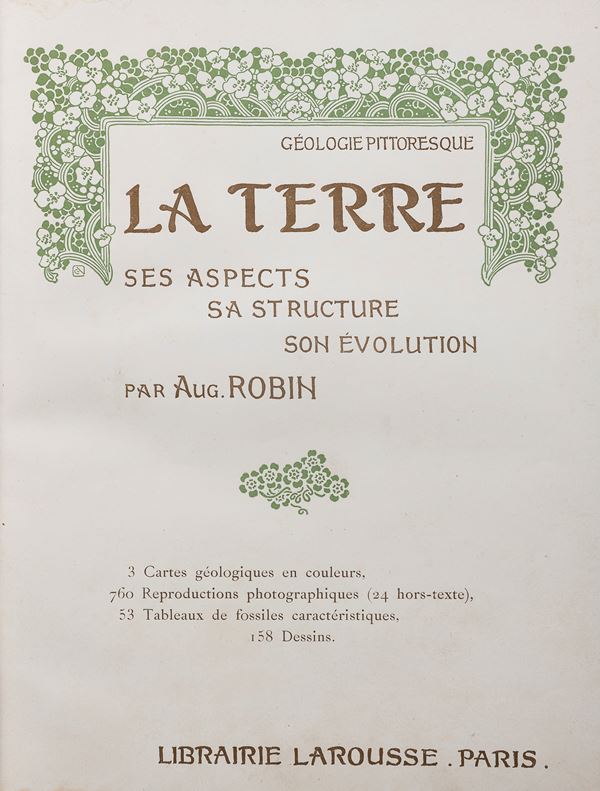 GÉOLOGIE PITTORESQUE
LA TERRE
SES ASPECTS
SA STRUCTURE
SON ÉVOLUTION
PAR AUG. ROBIN
3 Cartes géologiques en couleurs,
760 Reproductions photographiques (24 hors-texte),
53 Tableaux de fossiles caractéristiques,
158 Dessins.
LIBRAIRIE LAROUSSE . PARIS .